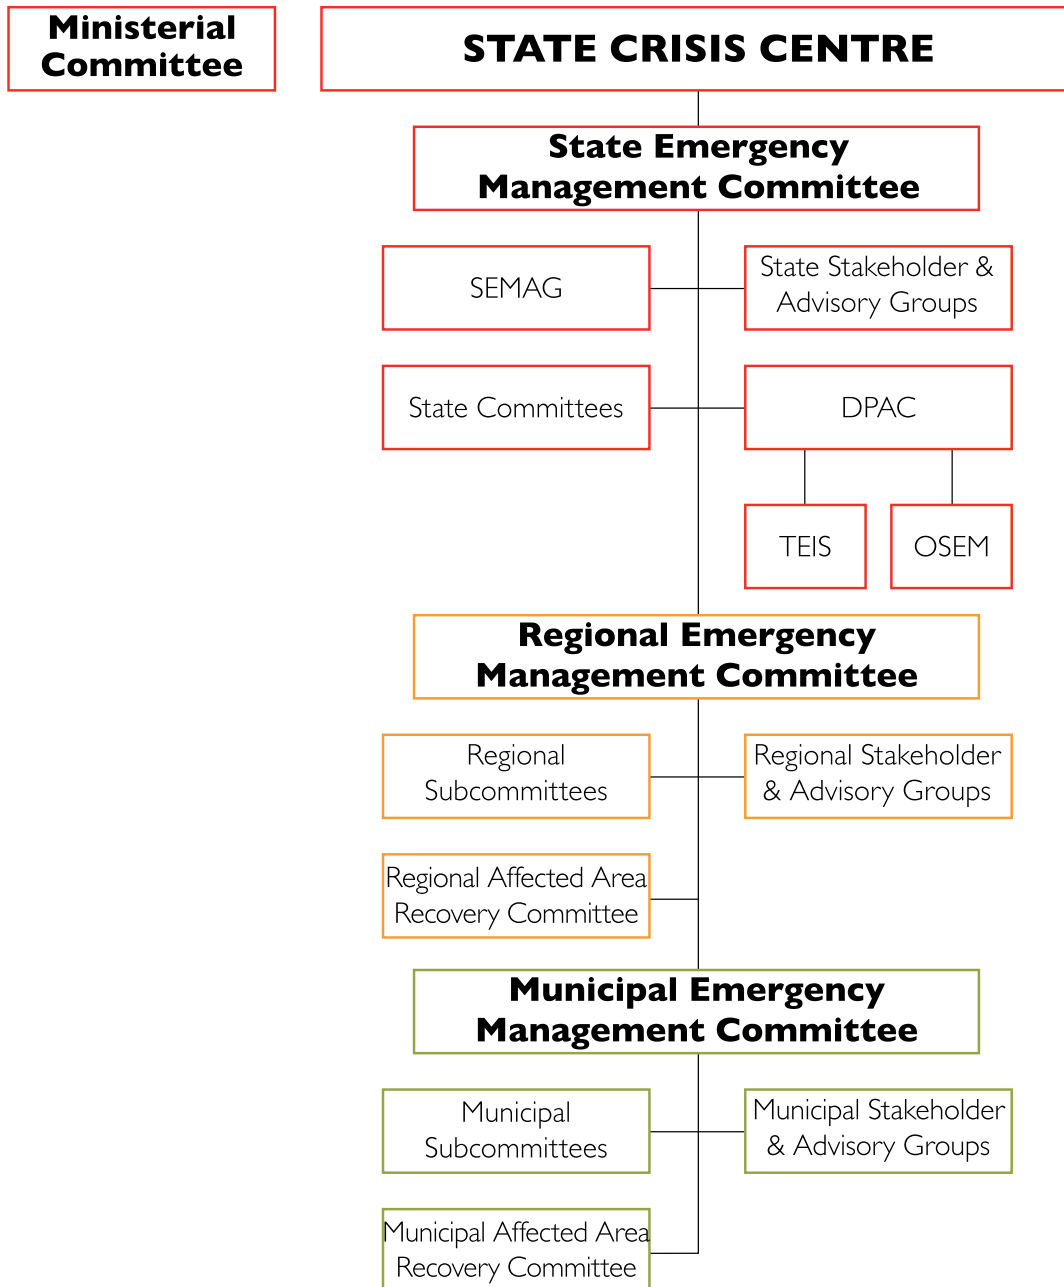 Ministerial
Committee
STATE CRISIS CENTRE
State Emergency
Management Committee
SEMAG
State Stakeholder &
Advisory Groups
State Committees
DPAC
TEIS
OSEM
Regional Emergency
Management Committee
Regional
Subcommittees
Regional Stakeholder
& Advisory Groups
Regional Affected Area
Recovery Committee
Municipal Emergency
Management Committee
Municipal
Subcommittees
Municipal Stakeholder
& Advisory Groups
Municipal Affected Area
Recovery Committee